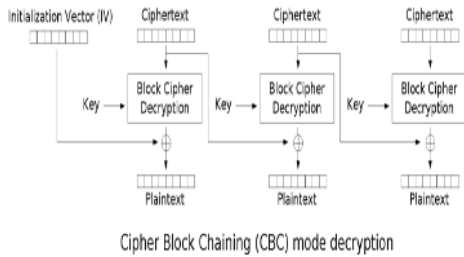 Initialization Vector (IV)
Ciphertext
Ciphertext
Ciphertext
Key
Block Cipher
Decryption
Key
Block Cipher
Decryption
Key
Block Cipher
Decryption
Plaintext
Plaintext
Plaintext
Cipher Block Chaining (CBC) mode decryption